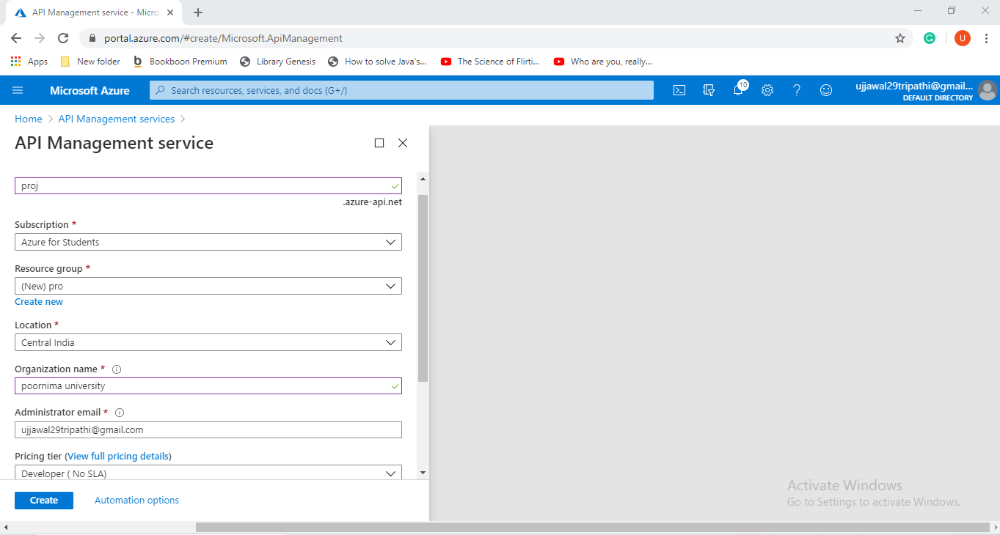 API Management service - Micro
portal.azure.com/#create/Microsoft.ApiManagement
U
Apps New folder Bookboon Premium Library Genesis How to solve Java's... The Science of Flirti... Who are you, really...
Microsoft Azure
Search resources, services, and docs (G+/)
10
ujjawal29tripathi@gmail...
DEFAULT DIRECTORY
Home > API Management services >
API Management service
proj
.azure-api.net
Subscription *
Azure for Students
Resource group *
(New) pro
Create new
Location *
Central India
Organization name *
poornima university
Administrator email *
ujjawal29tripathi@gmail.com
Pricing tier (View full pricing details)
Developer ( No SLA)
Create Automation options
Activate Windows
Go to Settings to activate Windows.